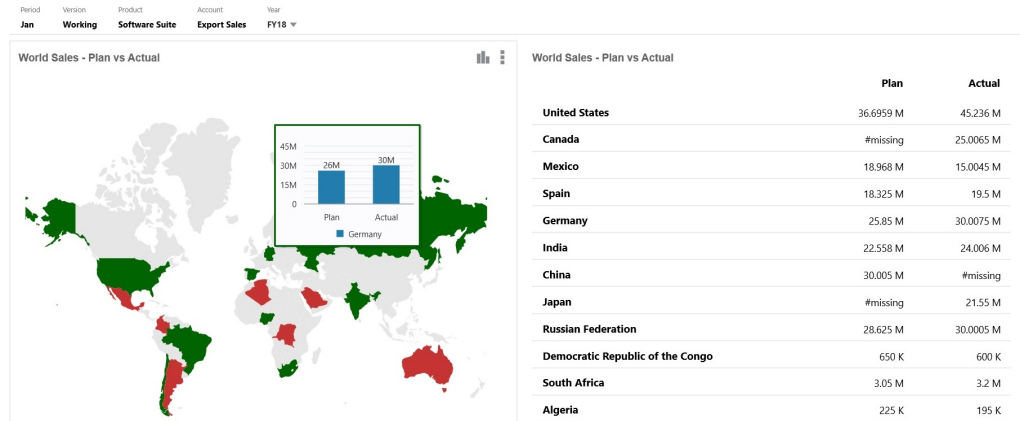 Period Version Product Account Year
Jan Working Software Suite Export Sales FY18
World Sales - Plan vs Actual
45M
30M
15M
0
26M
30M
Plan Actual
Germany
World Sales - Plan vs Actual
Plan Actual
United States 36.6959 M 45.236 M
Canada #missing 25.0065 M
Mexico 18.968 M 15.0045 M
Spain 18.325 M 19.5 M
Germany 25.85 M 30.0075 M
India 22.558 M 24.006 M
China 30.005 M #missing
Japan #missing 21.55 M
Russian Federation 28.625 M 30.0005 M
Democratic Republic of the Congo 650 K 600 K
South Africa 3.05 M 3.2 M
Algeria 225 K 195 K